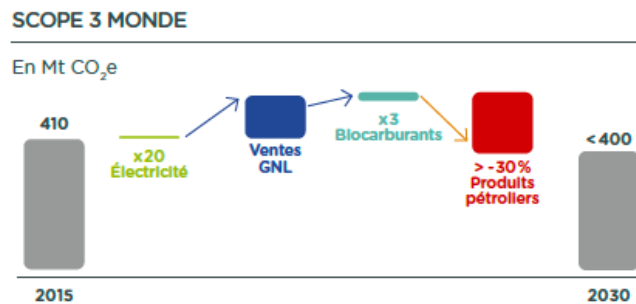 SCOPE 3 MONDE
En Mt CO₂e
410
x20
Électricité
Ventes
GNL
x3
Biocarburants
> -30%
Produits
pétroliers
<400
2015
2030